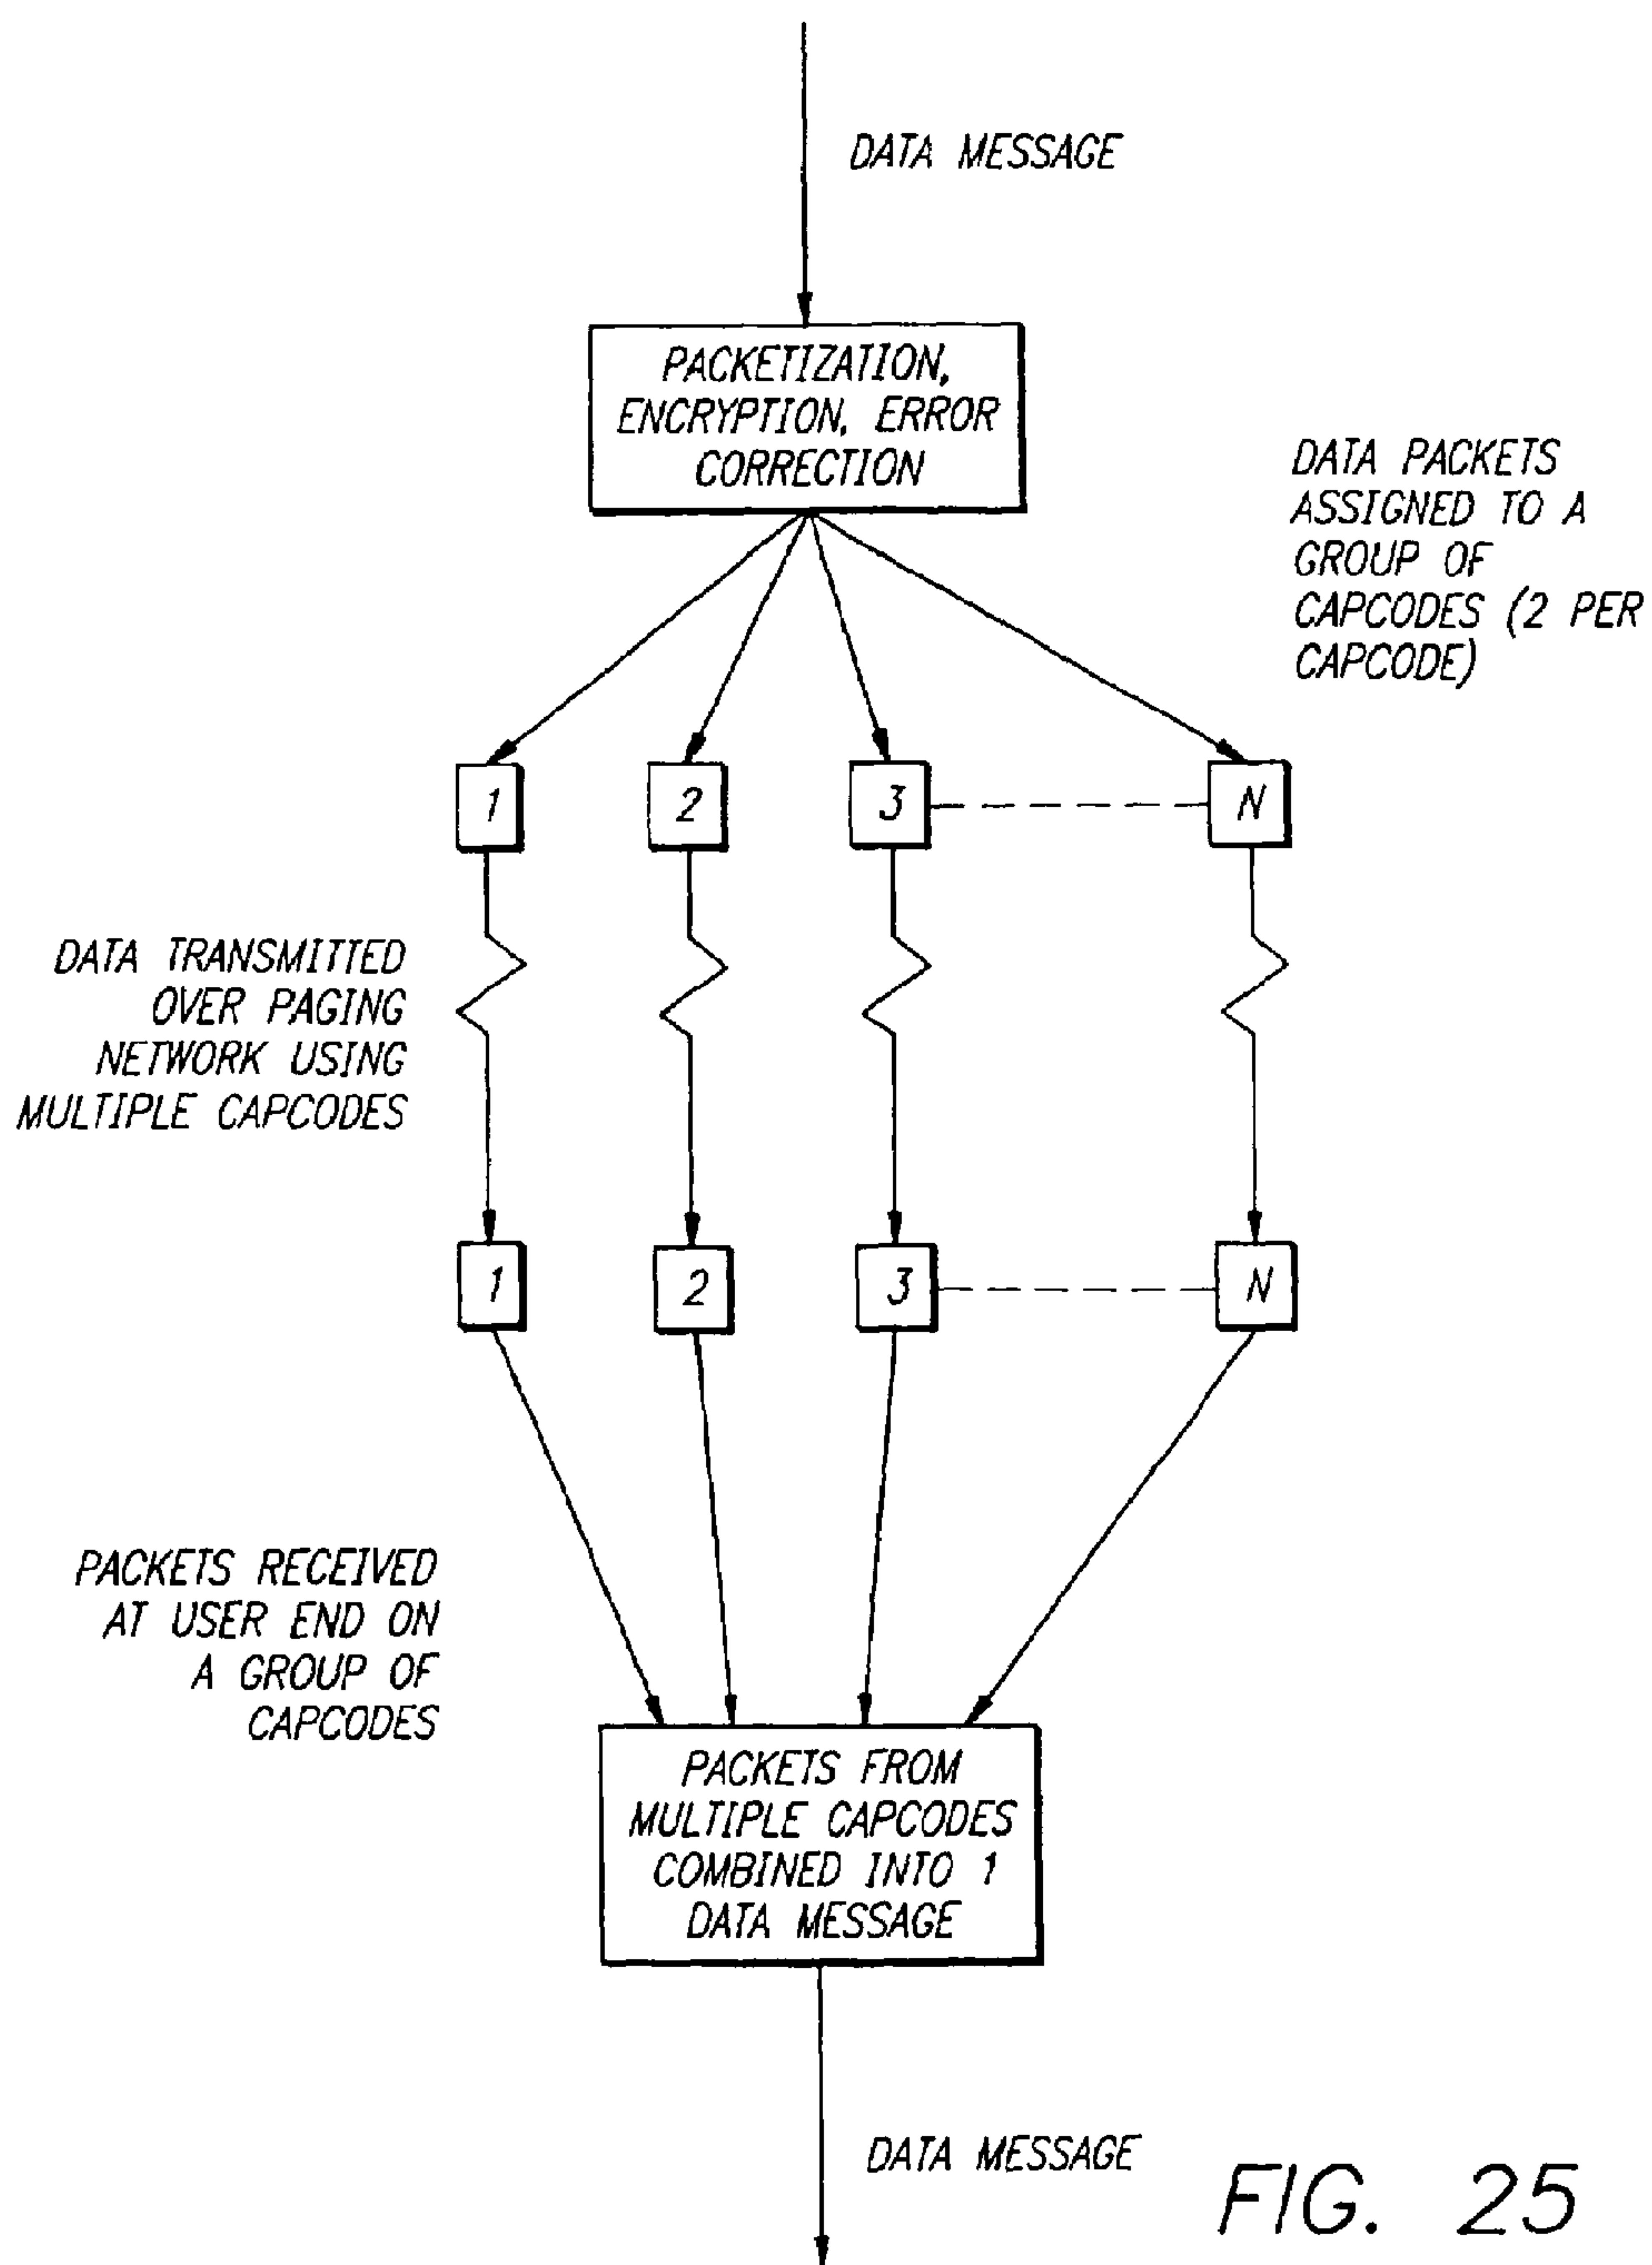 DATA MESSAGE
PACKETIZATION,
ENCRYPTION, ERROR
CORRECTION
DATA PACKETS
ASSIGNED TO A
GROUP OF
CAPCODES (2 PER
CAPCODE)
1
2
3
N
DATA TRANSMITTED
OVER PAGING
NETWORK USING
MULTIPLE CAPCODES
1
2
3
N
PACKETS RECEIVED
AT USER END ON
A GROUP OF
CAPCODES
PACKETS FROM
MULTIPLE CAPCODES
COMBINED INTO 1
DATA MESSAGE
DATA MESSAGE
FIG. 25